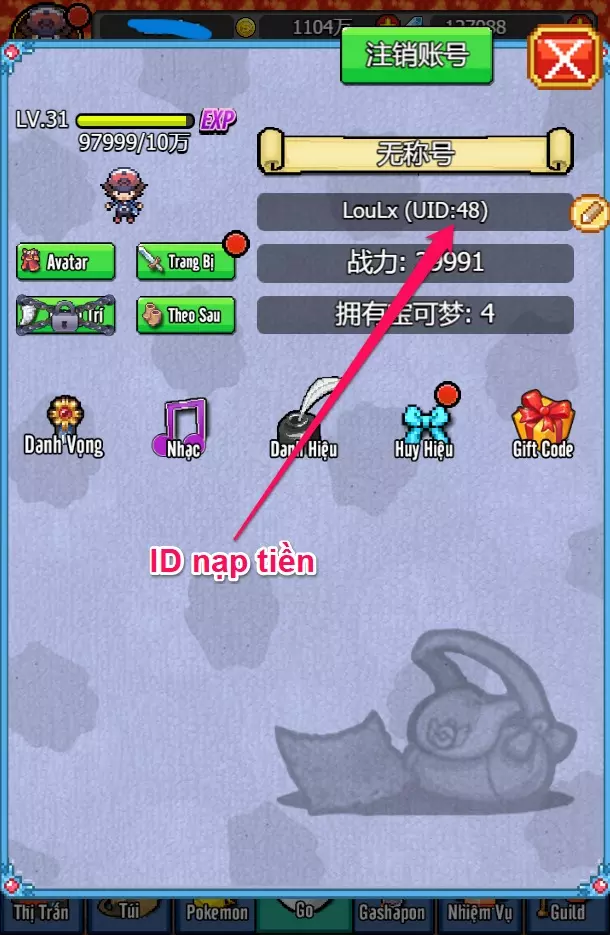 1104万
127988
注销账号
LV.31 EXP
97999/10万
无称号
LouLx (UID:48)
Avatar
Trang Bị
战力: 29991
Trí
Theo Sau
拥有宝可梦: 4
Danh Vọng
Nhạc
Danh Hiệu
Huy Hiệu
Gift Code
ID nạp tiền
Thị Trấn
Túi
Pokemon
Go
Gashapon
Nhiệm Vụ
Guild